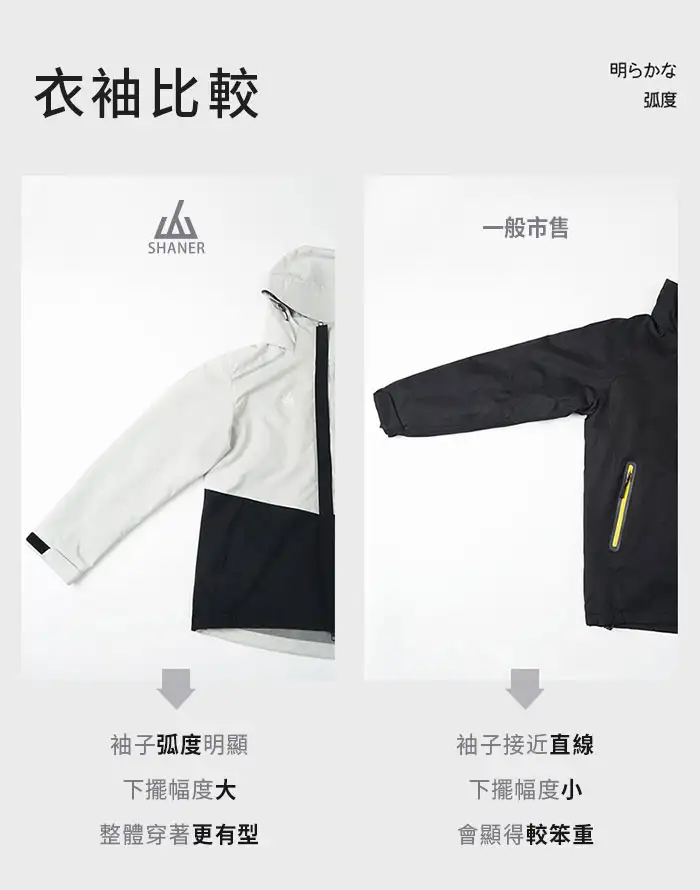 衣袖比較
明らかな
弧度
SHANER
一般市售
袖子弧度明顯
下擺幅度大
整體穿著更有型
袖子接近直線
下擺幅度小
會顯得較笨重